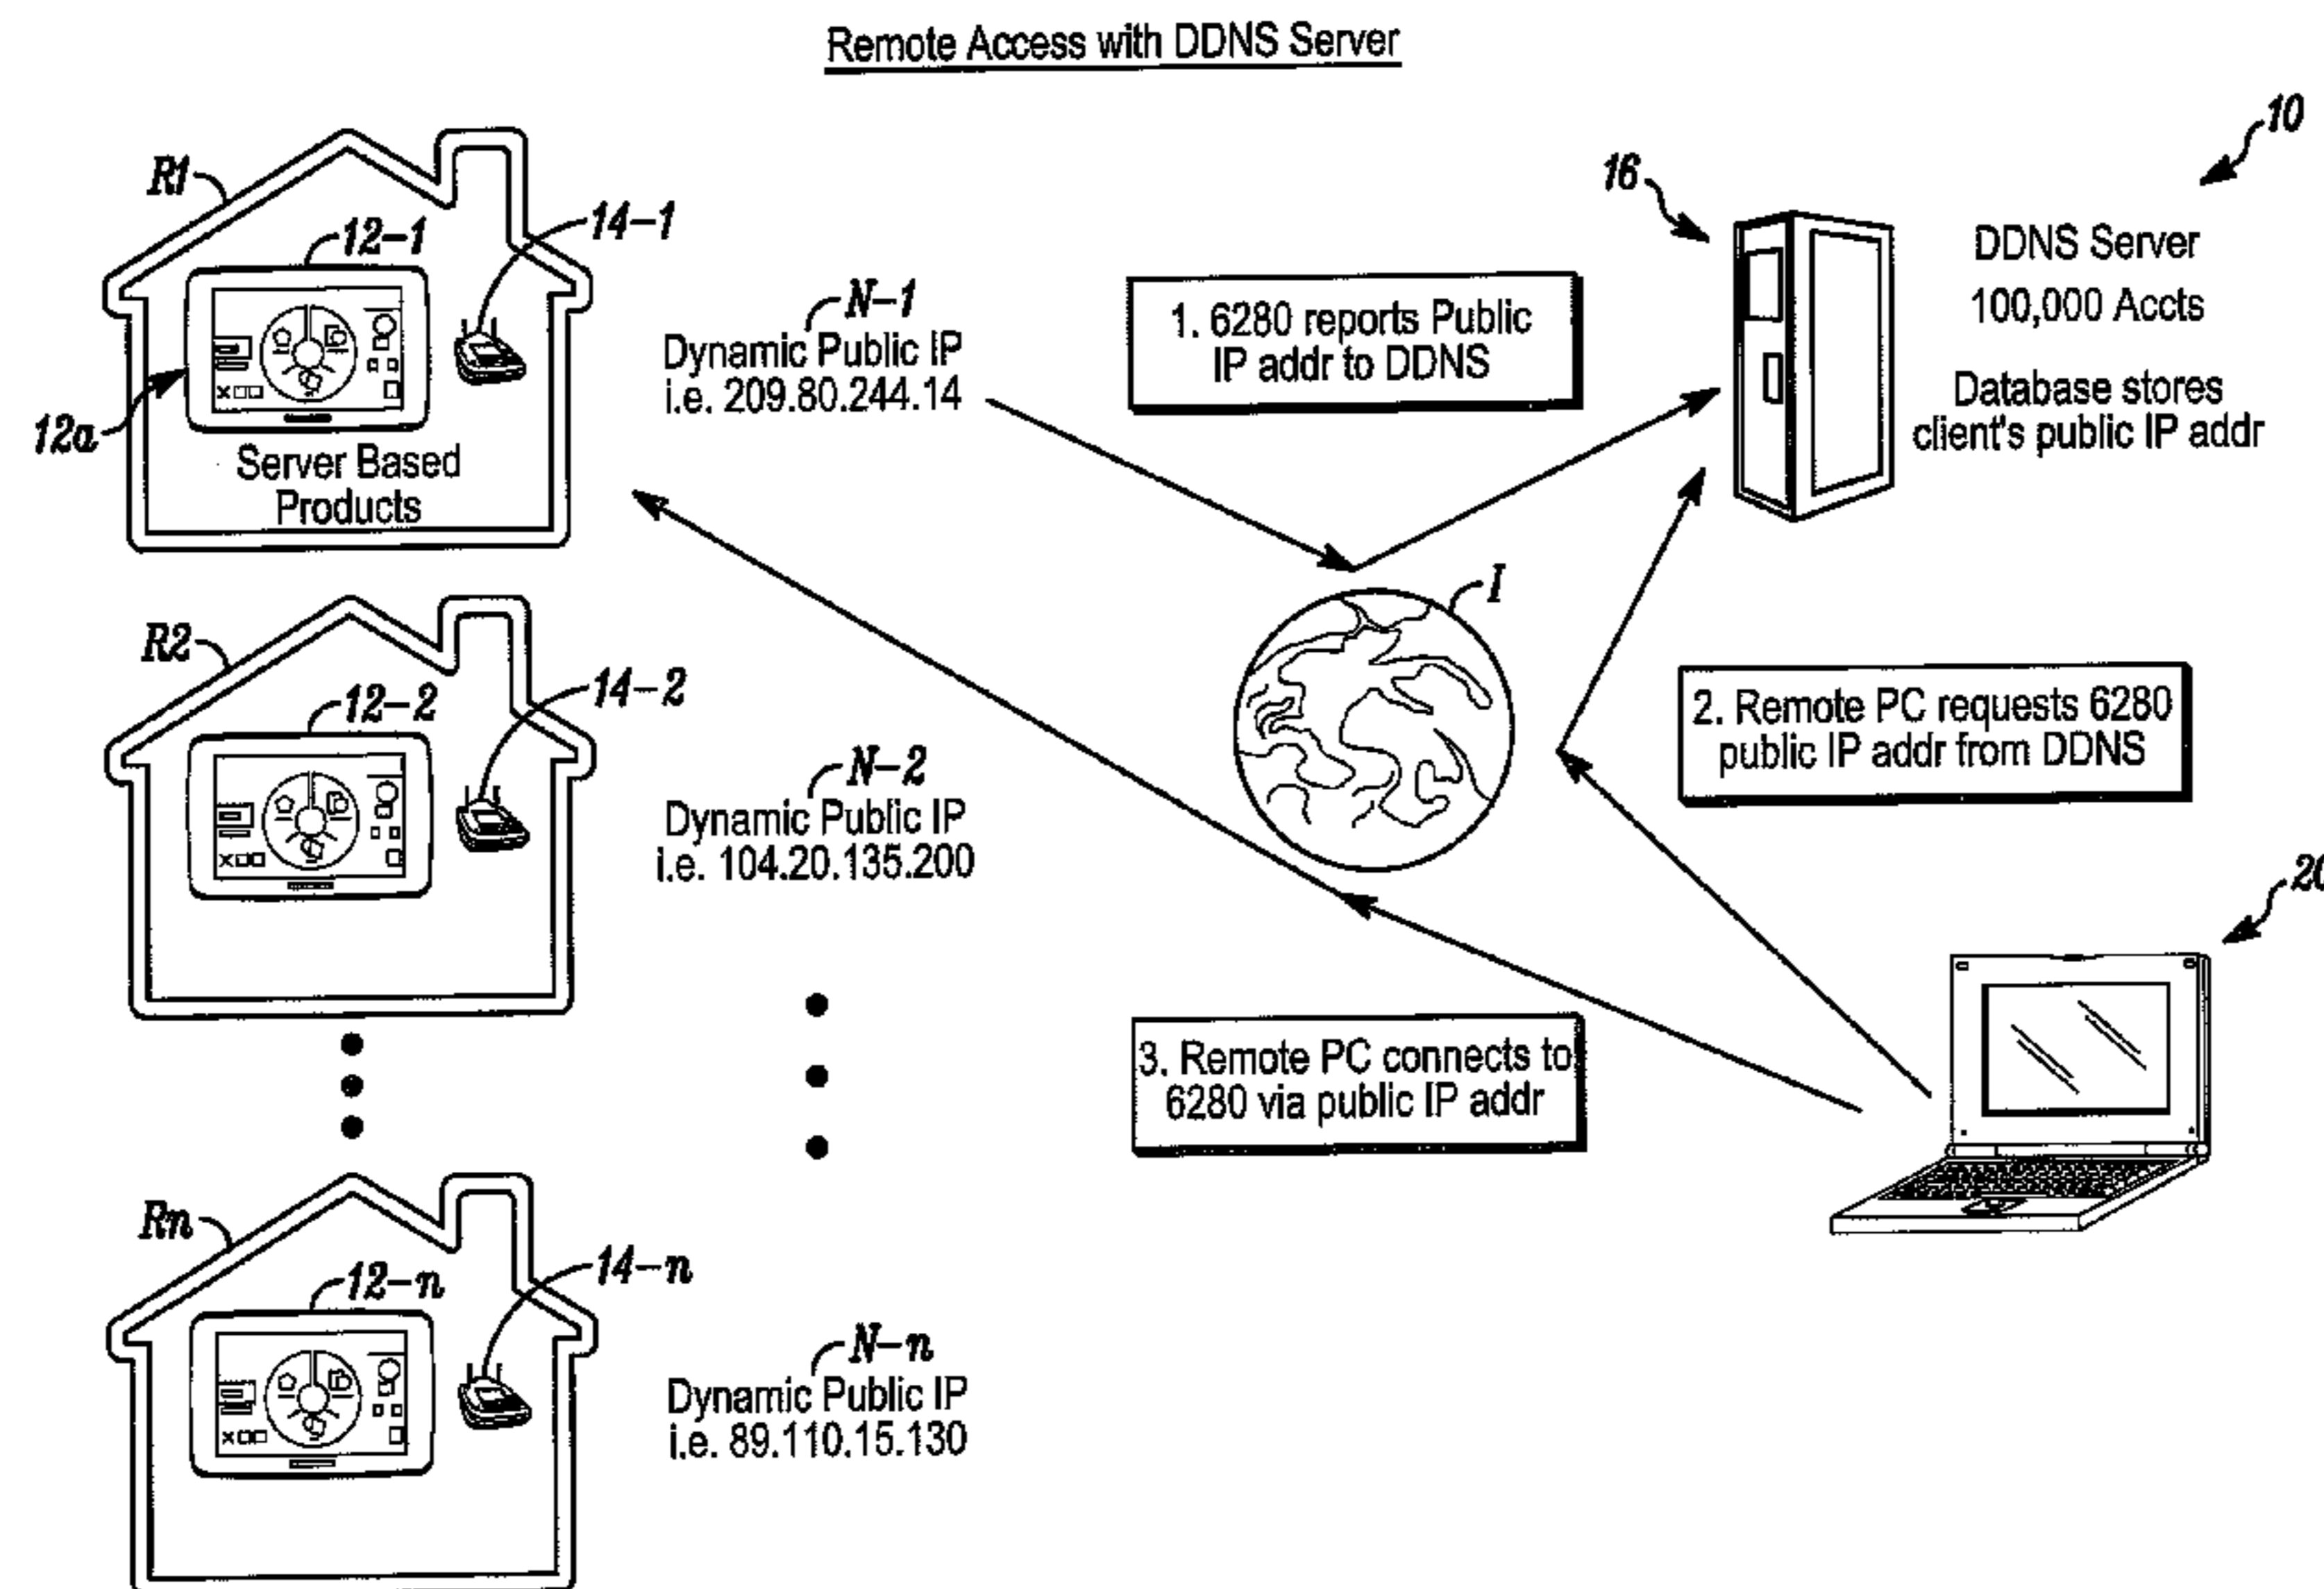 Remote Access with DDNS Server
10
16
R1
12-1
14-1
12a
Server Based
Products
N-1
Dynamic Public IP
i.e. 209.80.244.14
1. 6280 reports Public
IP addr to DDNS
DDNS Server
100,000 Accts
Database stores
client's public IP addr
I
R2
12-2
14-2
N-2
Dynamic Public IP
i.e. 104.20.135.200
2. Remote PC requests 6280
public IP addr from DDNS
20
3. Remote PC connects to
6280 via public IP addr
Rn
12-n
14-n
N-n
Dynamic Public IP
i.e. 89.110.15.130